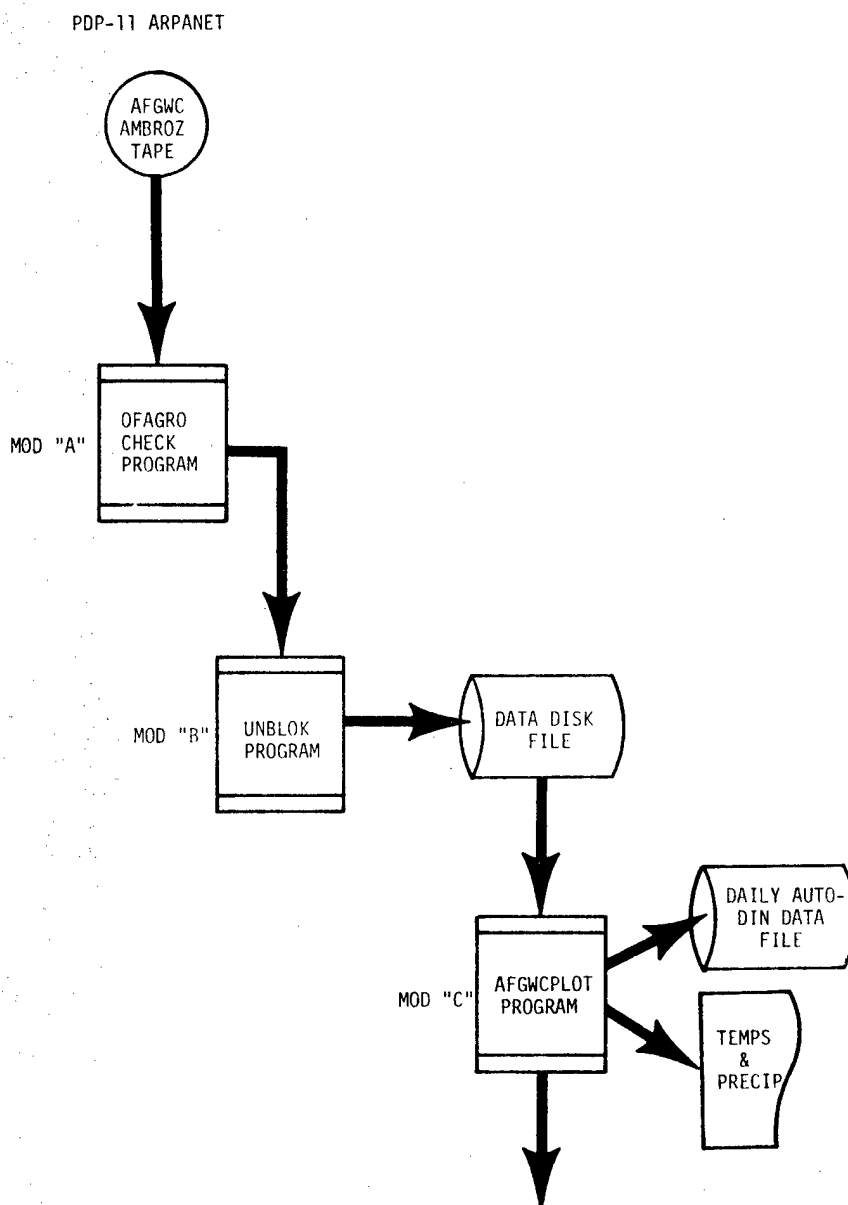 PDP-11 ARPANET
AFGWC
AMBROZ
TAPE
MOD "A"
OFAGRO
CHECK
PROGRAM
MOD "B"
UNBLOK
PROGRAM
DATA DISK
FILE
MOD "C"
AFGWCPLOT
PROGRAM
DAILY AUTO-
DIN DATA
FILE
TEMPS
&
PRECIP